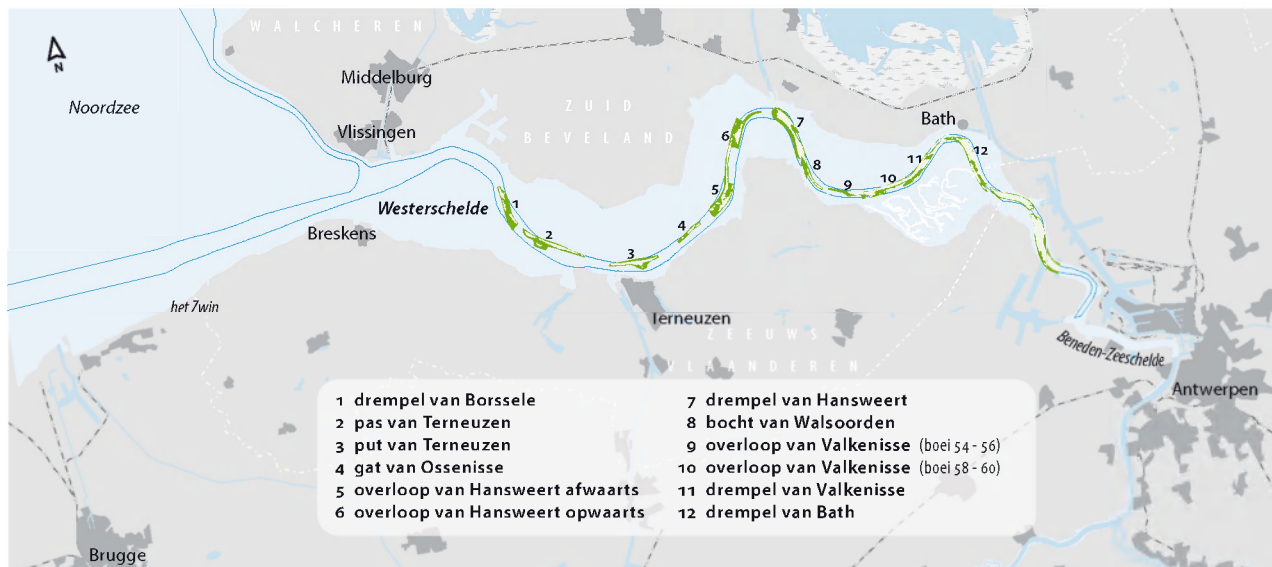 WALCHEREN
N
Middelburg
Noordzee
ZUID
BEVELAND
Vlissingen
Bath
Westerschelde
Breskens
1
2
3
4
5
6
7
8
9
10
11
12
het Zwin
Terneuzen
ZEEUWS
VLAANDEREN
Beneden-Zeeschelde
Antwerpen
Brugge
1 drempel van Borssele
2 pas van Terneuzen
3 put van Terneuzen
4 gat van Ossenisse
5 overloop van Hansweert afwaarts
6 overloop van Hansweert opwaarts
7 drempel van Hansweert
8 bocht van Walsoorden
9 overloop van Valkenisse (boei 54 - 56)
10 overloop van Valkenisse (boei 58 - 60)
11 drempel van Valkenisse
12 drempel van Bath